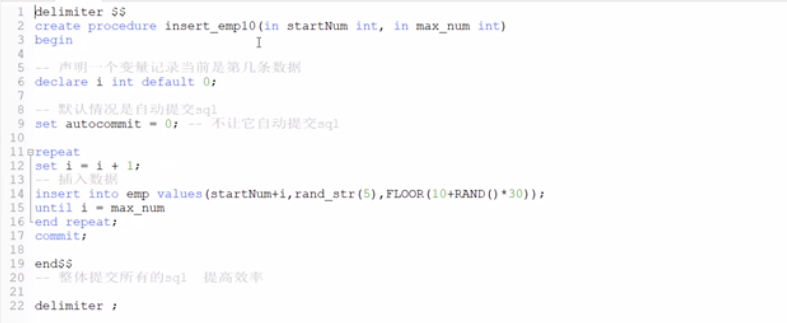 1 delimiter $$
2 create procedure insert_emp10(in startNum int, in max_num int)
3 begin
4
5 -- 声明一个变量记录当前是第几条数据
6 declare i int default 0;
7
8 -- 默认情况是自动提交sql
9 set autocommit = 0; -- 不让它自动提交sql
10
11 repeat
12 set i = i + 1;
13 -- 插入数据
14 insert into emp values(startNum+i,rand_str(5),FLOOR(10+RAND()*30));
15 until i = max_num
16 end repeat;
17 commit;
18
19 end$$
20 -- 整体提交所有的sql 提高效率
21
22 delimiter ;